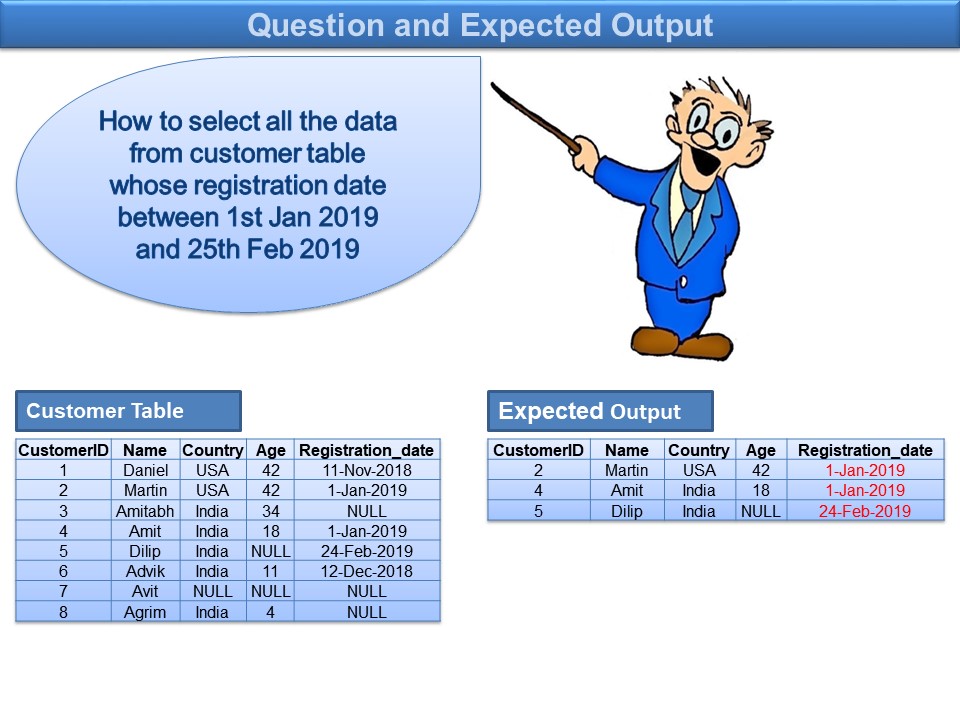 Question and Expected Output
How to select all the data
from customer table
whose registration date
between 1st Jan 2019
and 25th Feb 2019
Customer Table
CustomerID Name Country Age Registration_date
1 Daniel USA 42 11-Nov-2018
2 Martin USA 42 1-Jan-2019
3 Amitabh India 34 NULL
4 Amit India 18 1-Jan-2019
5 Dilip India NULL 24-Feb-2019
6 Advik India 11 12-Dec-2018
7 Avit NULL NULL NULL
8 Agrim India 4 NULL
Expected Output
CustomerID Name Country Age Registration_date
2 Martin USA 42 1-Jan-2019
4 Amit India 18 1-Jan-2019
5 Dilip India NULL 24-Feb-2019